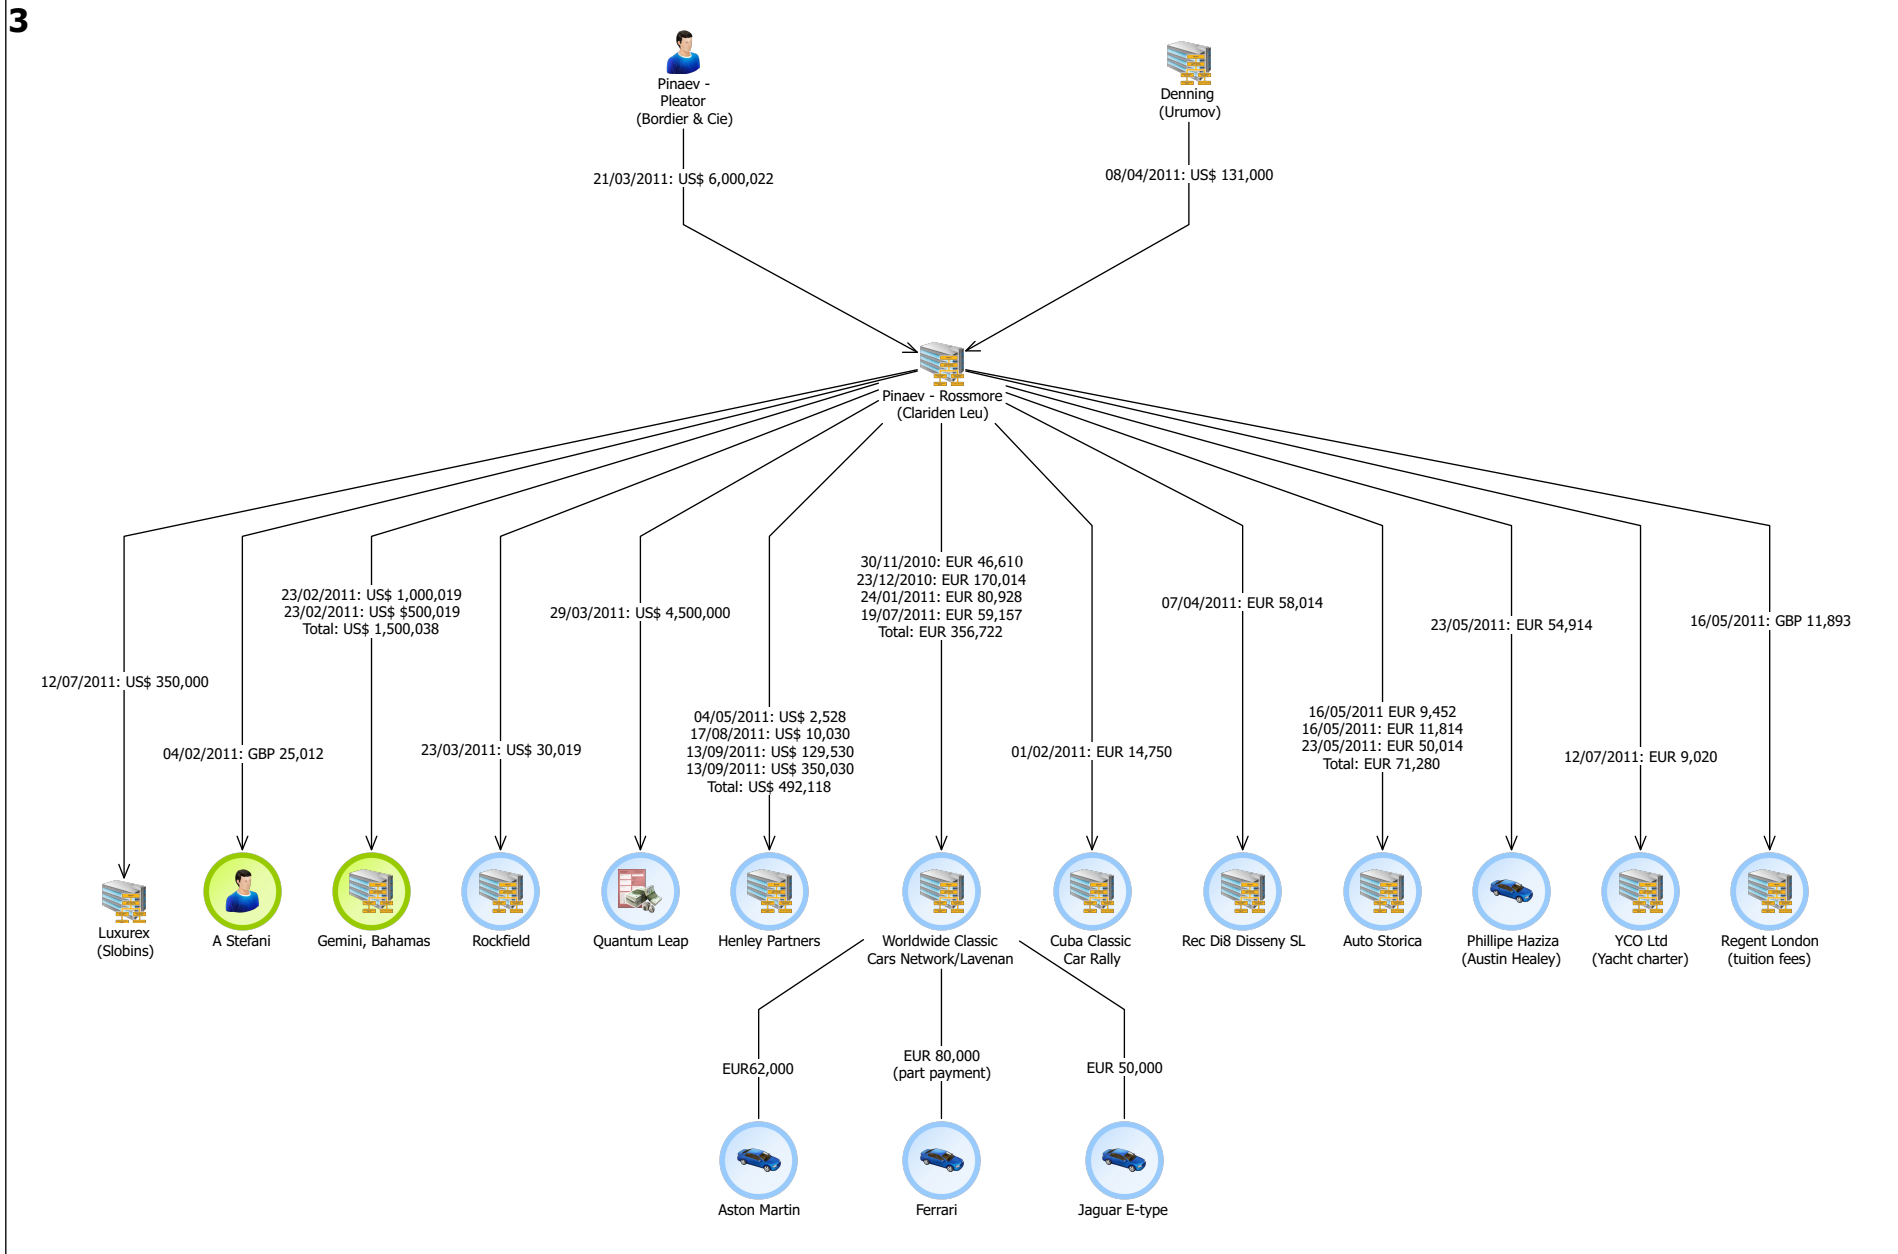 3
Pinaev -
Pleator
(Bordier & Cie)
Denning
(Urumov)
21/03/2011: US$ 6,000,022
08/04/2011: US$ 131,000
Pinaev - Rossmore
(Clariden Leu)
12/07/2011: US$ 350,000
04/02/2011: GBP 25,012
23/02/2011: US$ 1,000,019
23/02/2011: US$ $500,019
Total: US$ 1,500,038
23/03/2011: US$ 30,019
29/03/2011: US$ 4,500,000
04/05/2011: US$ 2,528
17/08/2011: US$ 10,030
13/09/2011: US$ 129,530
13/09/2011: US$ 350,030
Total: US$ 492,118
30/11/2010: EUR 46,610
23/12/2010: EUR 170,014
24/01/2011: EUR 80,928
19/07/2011: EUR 59,157
Total: EUR 356,722
01/02/2011: EUR 14,750
07/04/2011: EUR 58,014
16/05/2011 EUR 9,452
16/05/2011: EUR 11,814
23/05/2011: EUR 50,014
Total: EUR 71,280
23/05/2011: EUR 54,914
12/07/2011: EUR 9,020
16/05/2011: GBP 11,893
Luxurex
(Slobins)
A Stefani
Gemini, Bahamas
Rockfield
Quantum Leap
Henley Partners
Worldwide Classic
Cars Network/Lavenan
Cuba Classic
Car Rally
Rec Di8 Disseny SL
Auto Storica
Phillipe Haziza
(Austin Healey)
YCO Ltd
(Yacht charter)
Regent London
(tuition fees)
EUR62,000
EUR 80,000
(part payment)
EUR 50,000
Aston Martin
Ferrari
Jaguar E-type